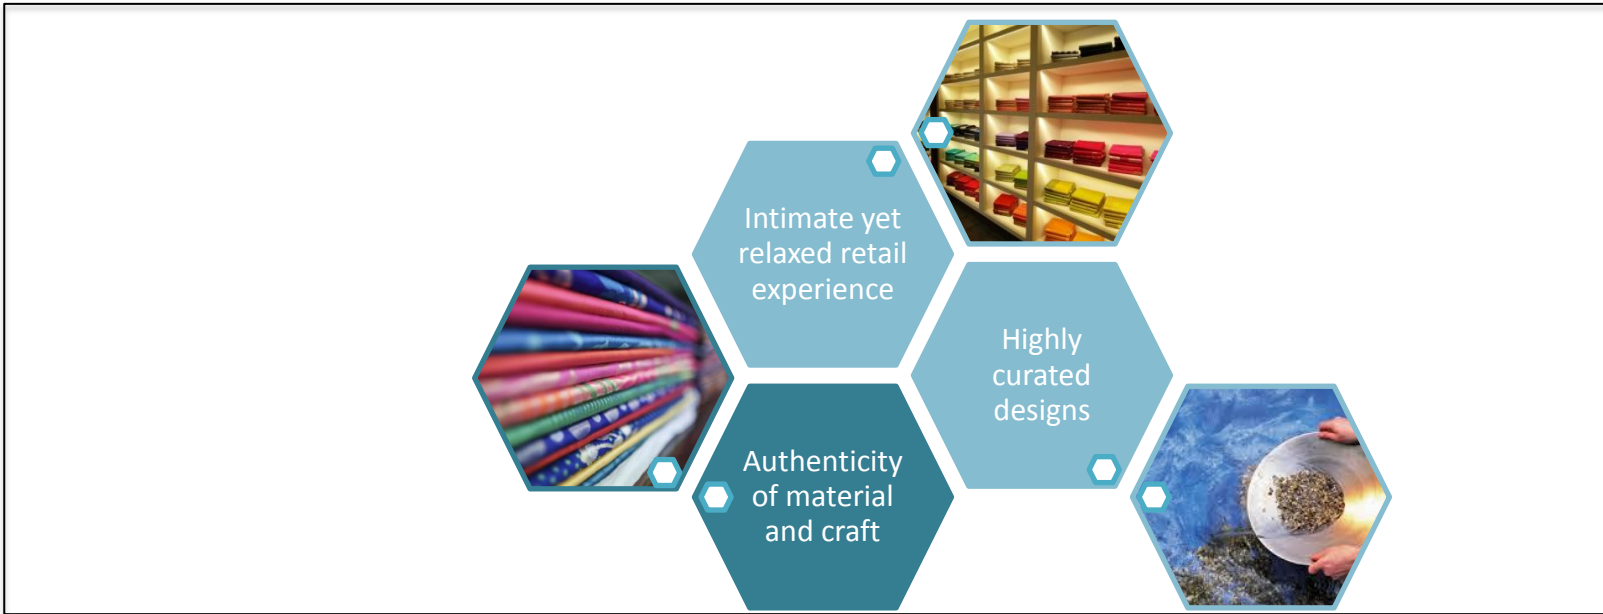 Intimate yet
relaxed retail
experience
Highly
curated
designs
Authenticity
of material
and craft